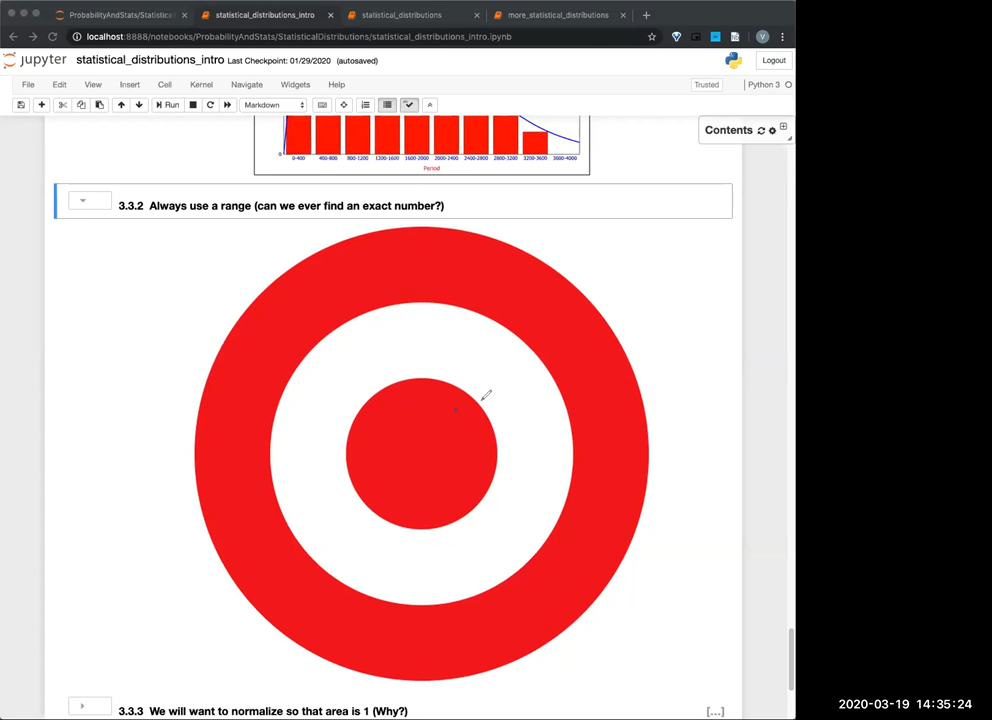 ProbabilityAndStats/Statistical
statistical_distributions_intro
statistical_distributions
more_statistical_distributions
localhost:8888/notebooks/ProbabilityAndStats/StatisticalDistributions/statistical_distributions_intro.ipynb
V
jupyter statistical_distributions_intro Last Checkpoint: 01/29/2020 (autosaved)
Logout
File Edit View Insert Cell Kernel Navigate Widgets Help
Trusted
Python 3
Run
Markdown
Contents
0
0-400 400-800 800-1200 1200-1600 1600-2000 2000-2400 2400-2800 2800-3200 3200-3600 3600-4000
Period
3.3.2 Always use a range (can we ever find an exact number?)
3.3.3 We will want to normalize so that area is 1 (Why?)
[...]
2020-03-19 14:35:24